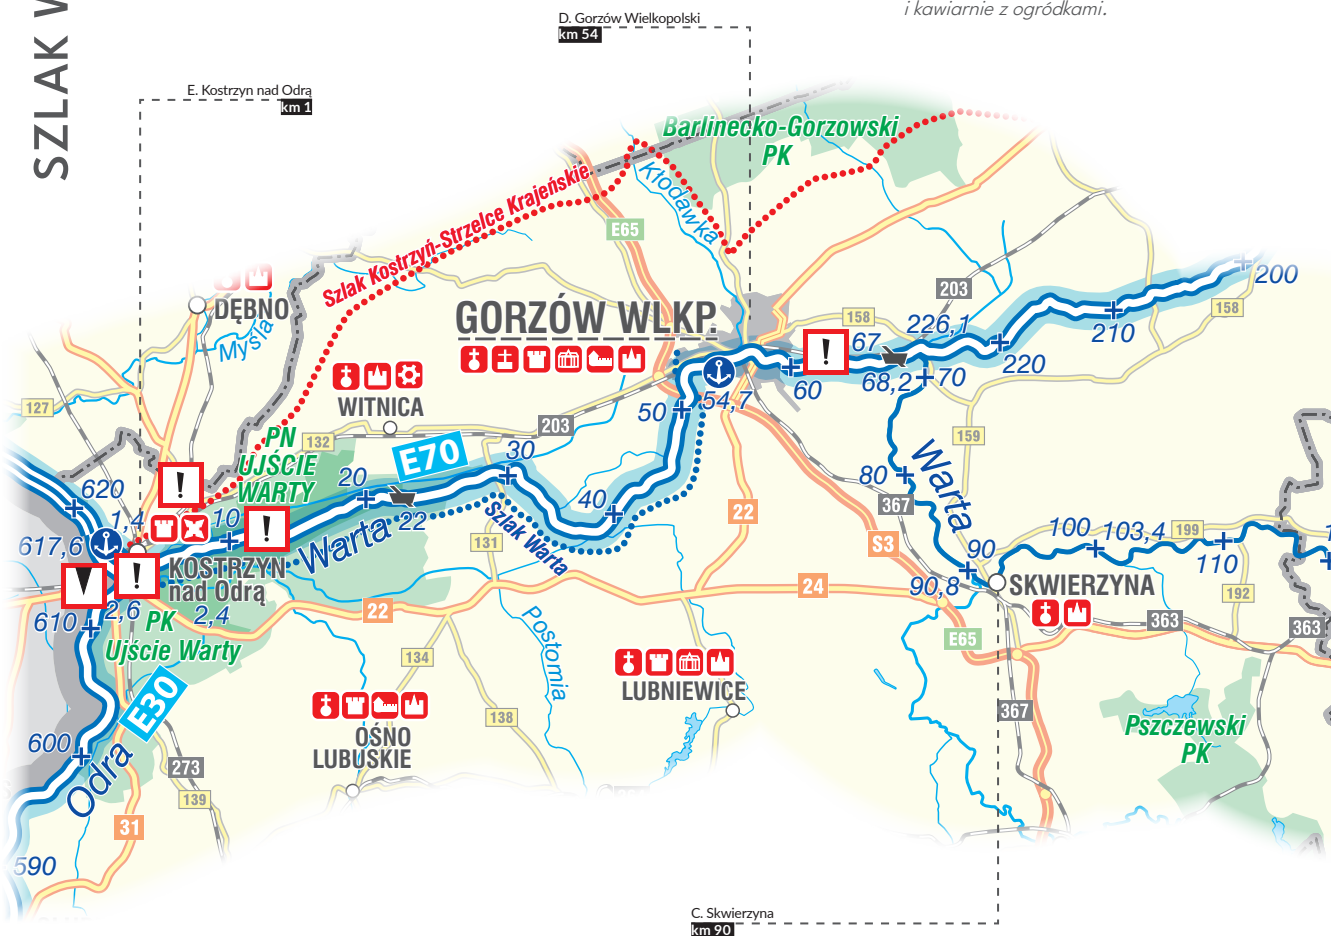 i kawiarnie z ogródkami.
D. Gorzów Wielkopolski
km 54
SZLAK W
E. Kostrzyn nad Odrą
km 1
Barlinecko-Gorzowski
PK
Kłodawka
Szlak Kostrzyń-Strzelce Krajeńskie
E65
200
203
158
DĘBNO
Myśla
GORZÓW WLKP.
158
226,1
210
67
220
60
68,2
70
WITNICA
127
203
50
54,7
PN
UJŚCIE
WARTY
132
E70
30
159
Warta
20
80
620
40
22
367
1,4
10
22
Szlak Warta
Warta
100
103,4
199
617,6
131
S3
90
110
KOSTRZYN
nad Odrą
24
90,8
SKWIERZYNA
192
610
2,6
2,4
22
363
363
PK
Ujście Warty
Postomia
E65
134
LUBNIEWICE
E30
138
367
Pszczewski
PK
OŚNO
LUBUSKIE
600
Odra
273
139
31
590
C. Skwierzyna
km 90